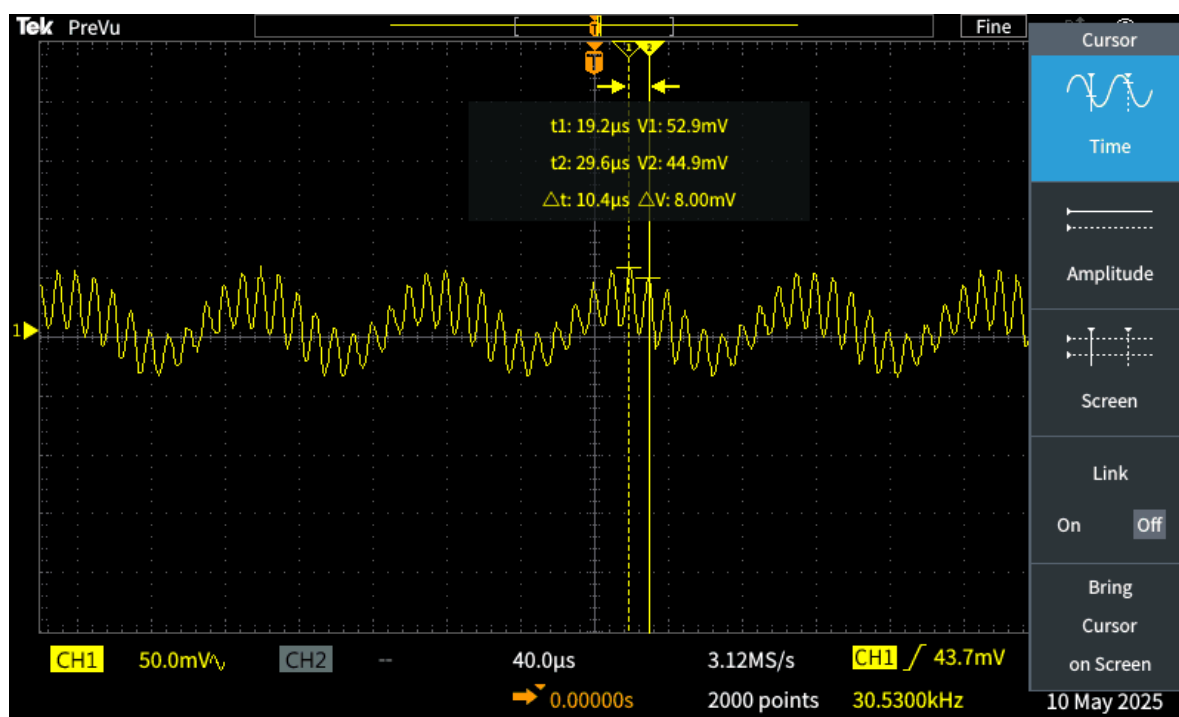 Tek PreVu
Fine
Cursor
T
T
1 2
t1: 19.2µs V1: 52.9mV
t2: 29.6µs V2: 44.9mV
△t: 10.4µs △V: 8.00mV
1
Time
Amplitude
Screen
Link
On Off
Bring
Cursor
on Screen
CH1 50.0mV CH2 -- 40.0µs 3.12MS/s CH1 43.7mV
0.00000s 2000 points 30.5300kHz
10 May 2025